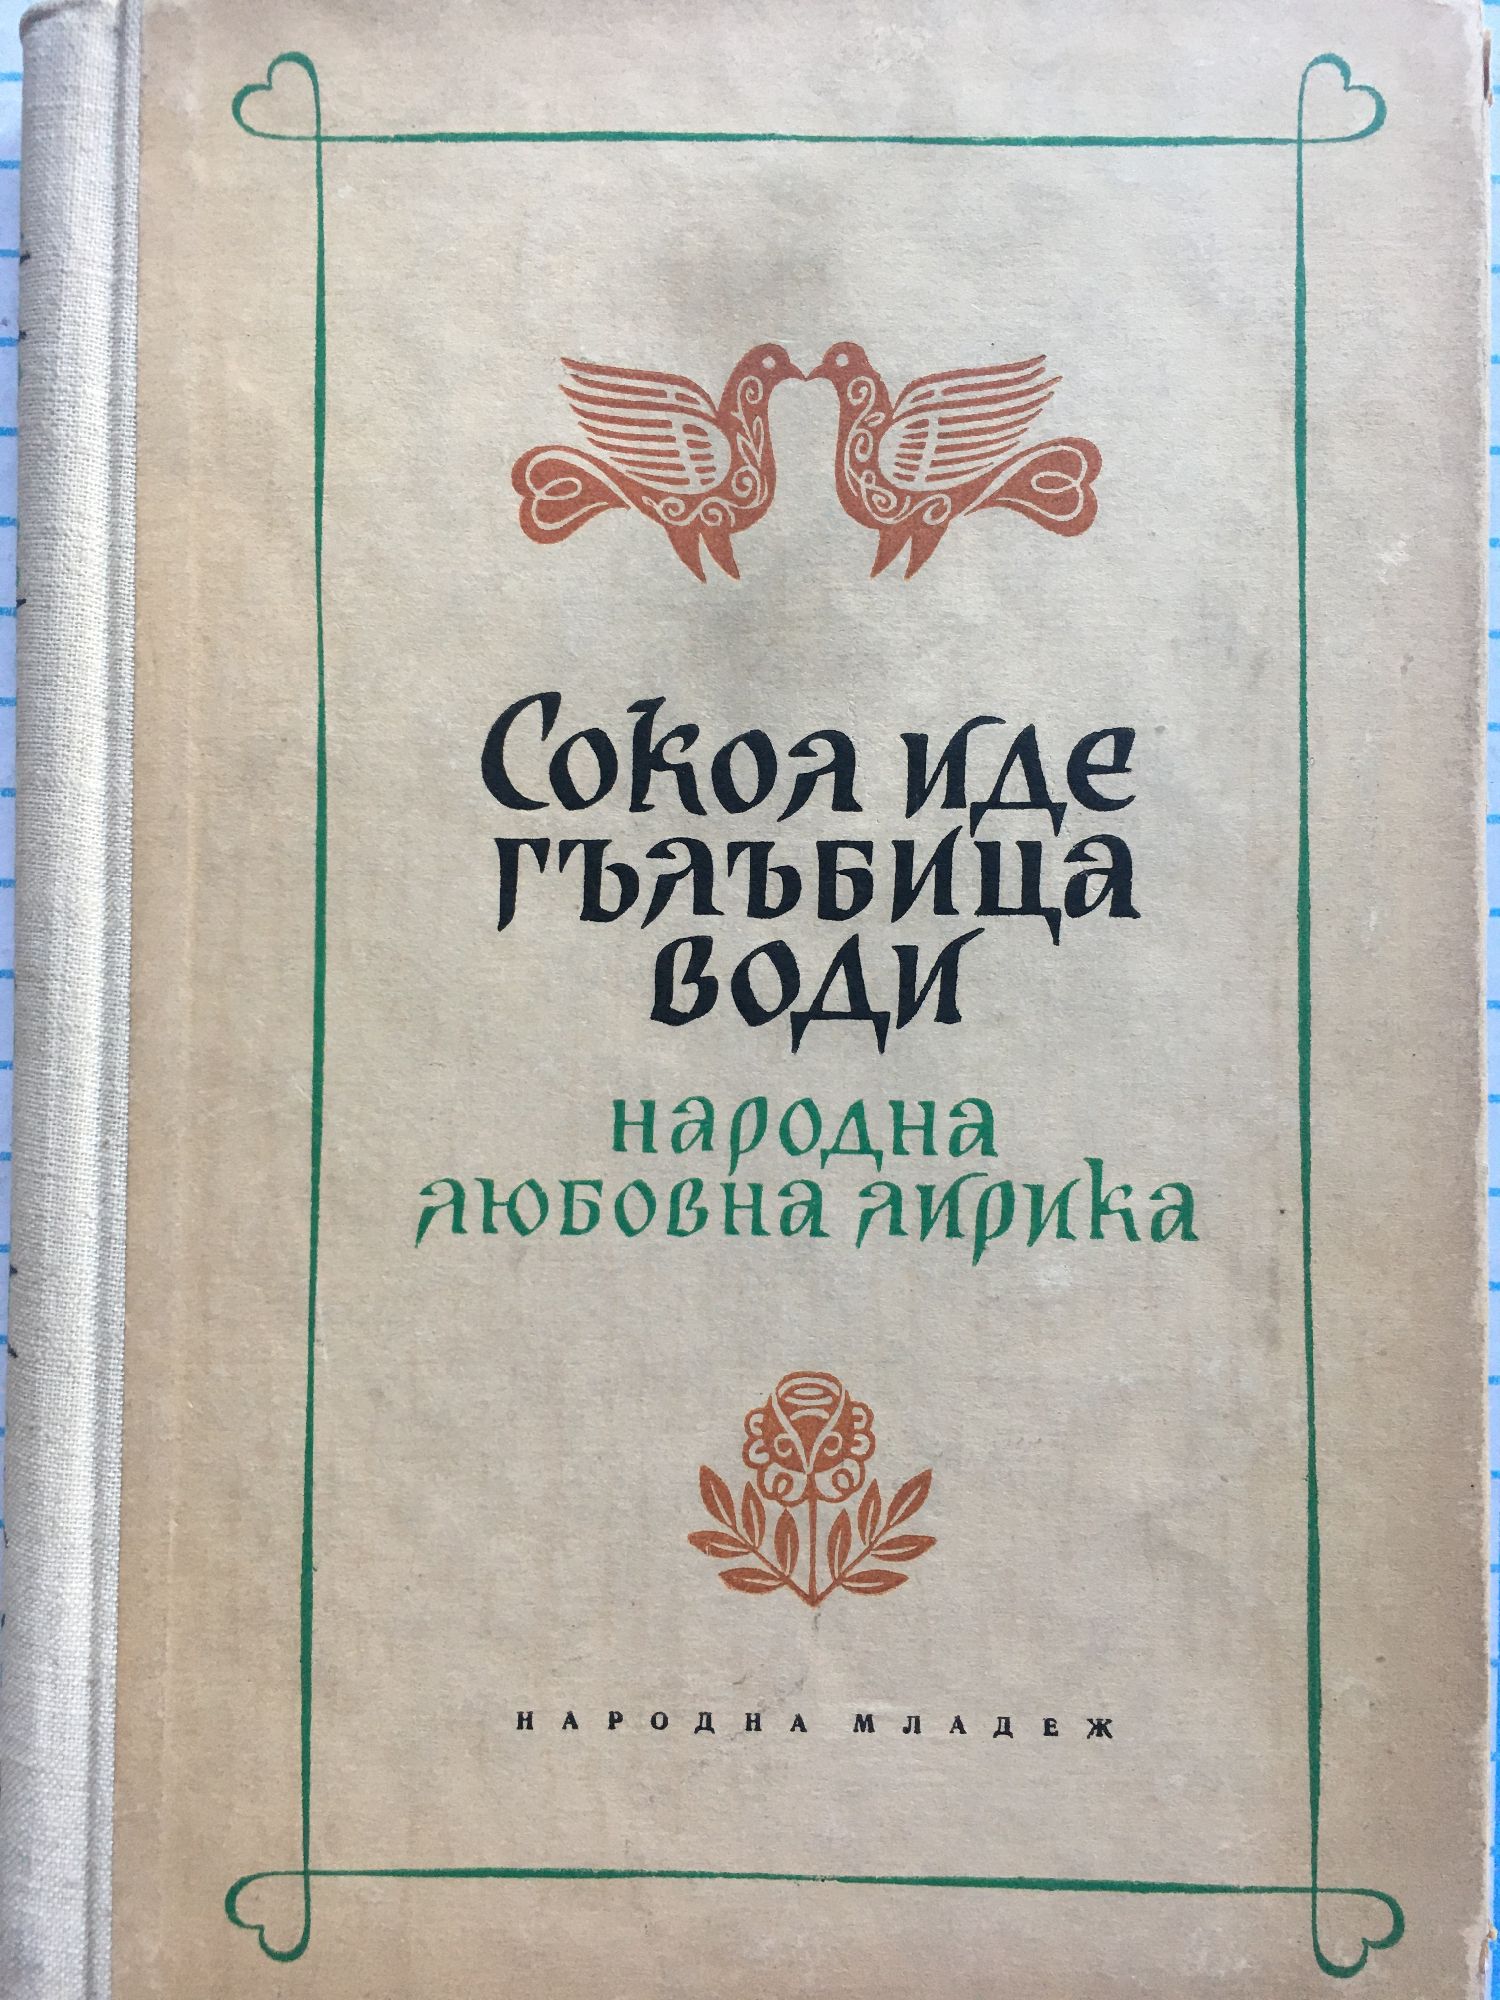 Сокол иде
гълъбица
води
народна
любовна лирика
НАРОДНА МЛАДЕЖ